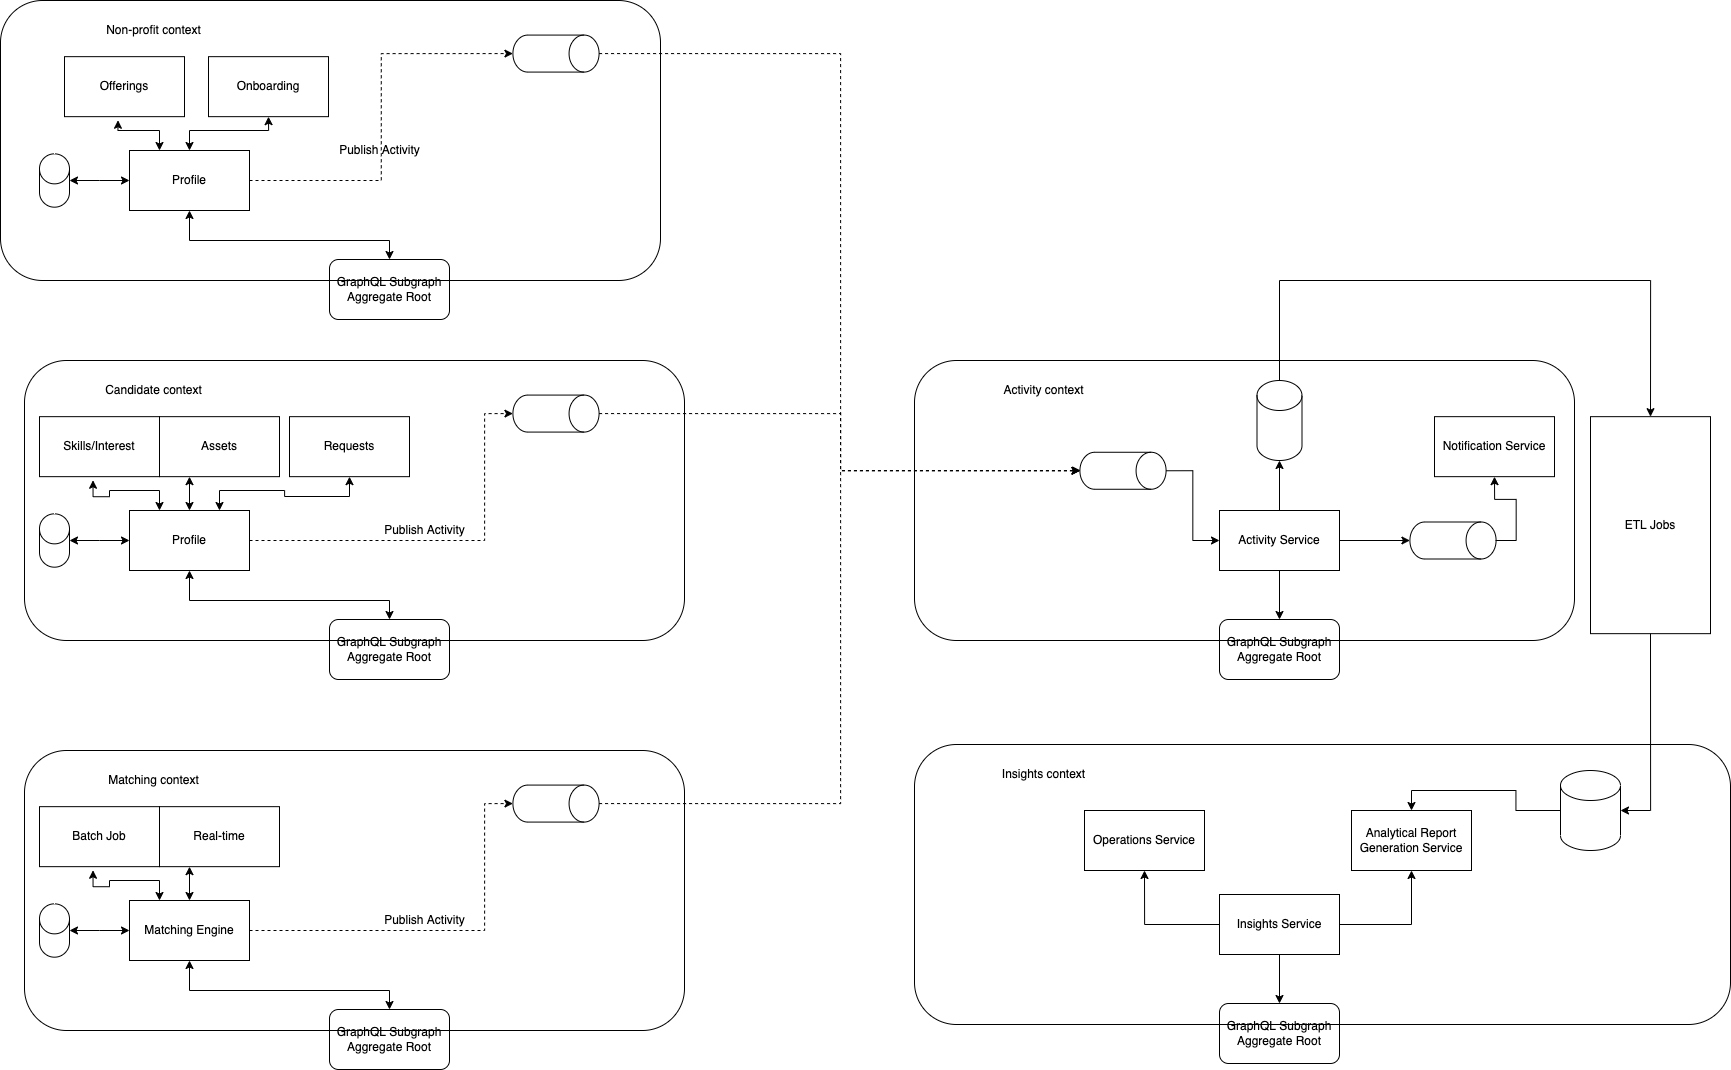 Non-profit context
Offerings
Onboarding
Publish Activity
Profile
GraphQL Subgraph
Aggregate Root
Candidate context
Skills/Interest
Assets
Requests
Publish Activity
Profile
GraphQL Subgraph
Aggregate Root
Matching context
Batch Job
Real-time
Publish Activity
Matching Engine
GraphQL Subgraph
Aggregate Root
Activity context
Notification Service
Activity Service
GraphQL Subgraph
Aggregate Root
ETL Jobs
Insights context
Operations Service
Analytical Report
Generation Service
Insights Service
GraphQL Subgraph
Aggregate Root